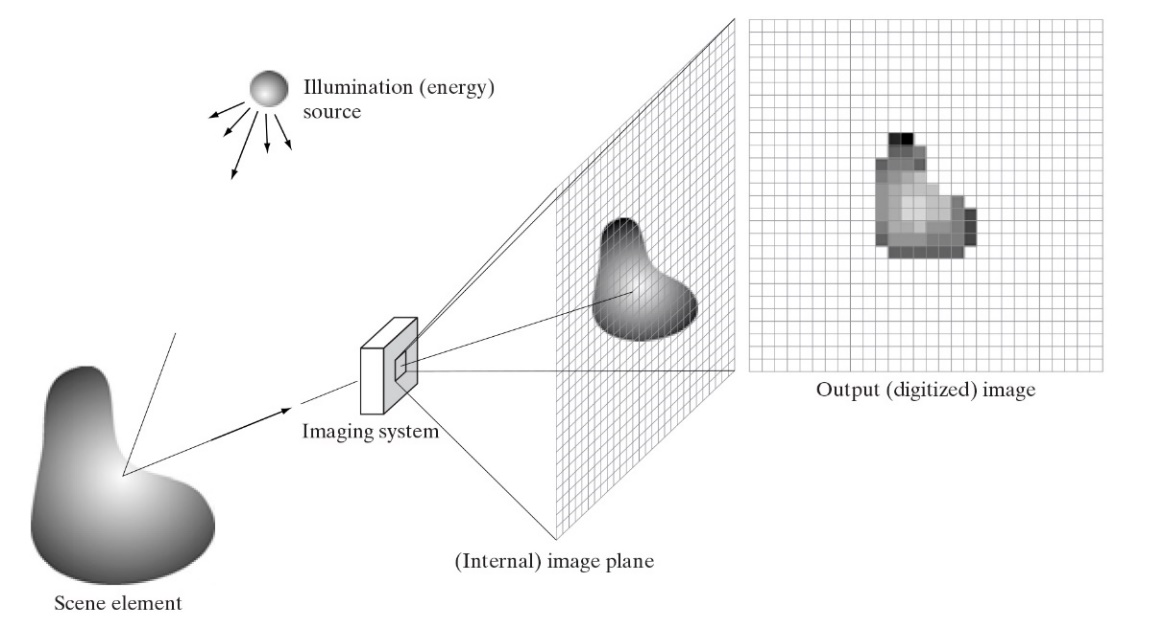 Illumination (energy)
source
Output (digitized) image
Imaging system
(Internal) image plane
Scene element